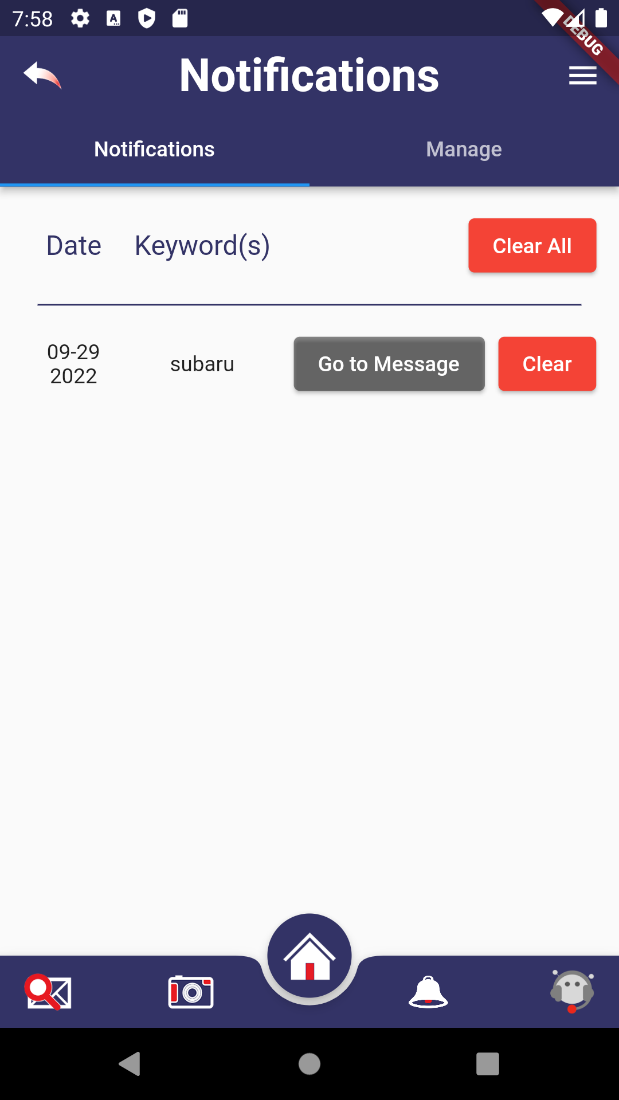 7:58
DEBUG
Notifications
Notifications Manage
Date Keyword(s) Clear All
09-29
2022
subaru Go to Message Clear